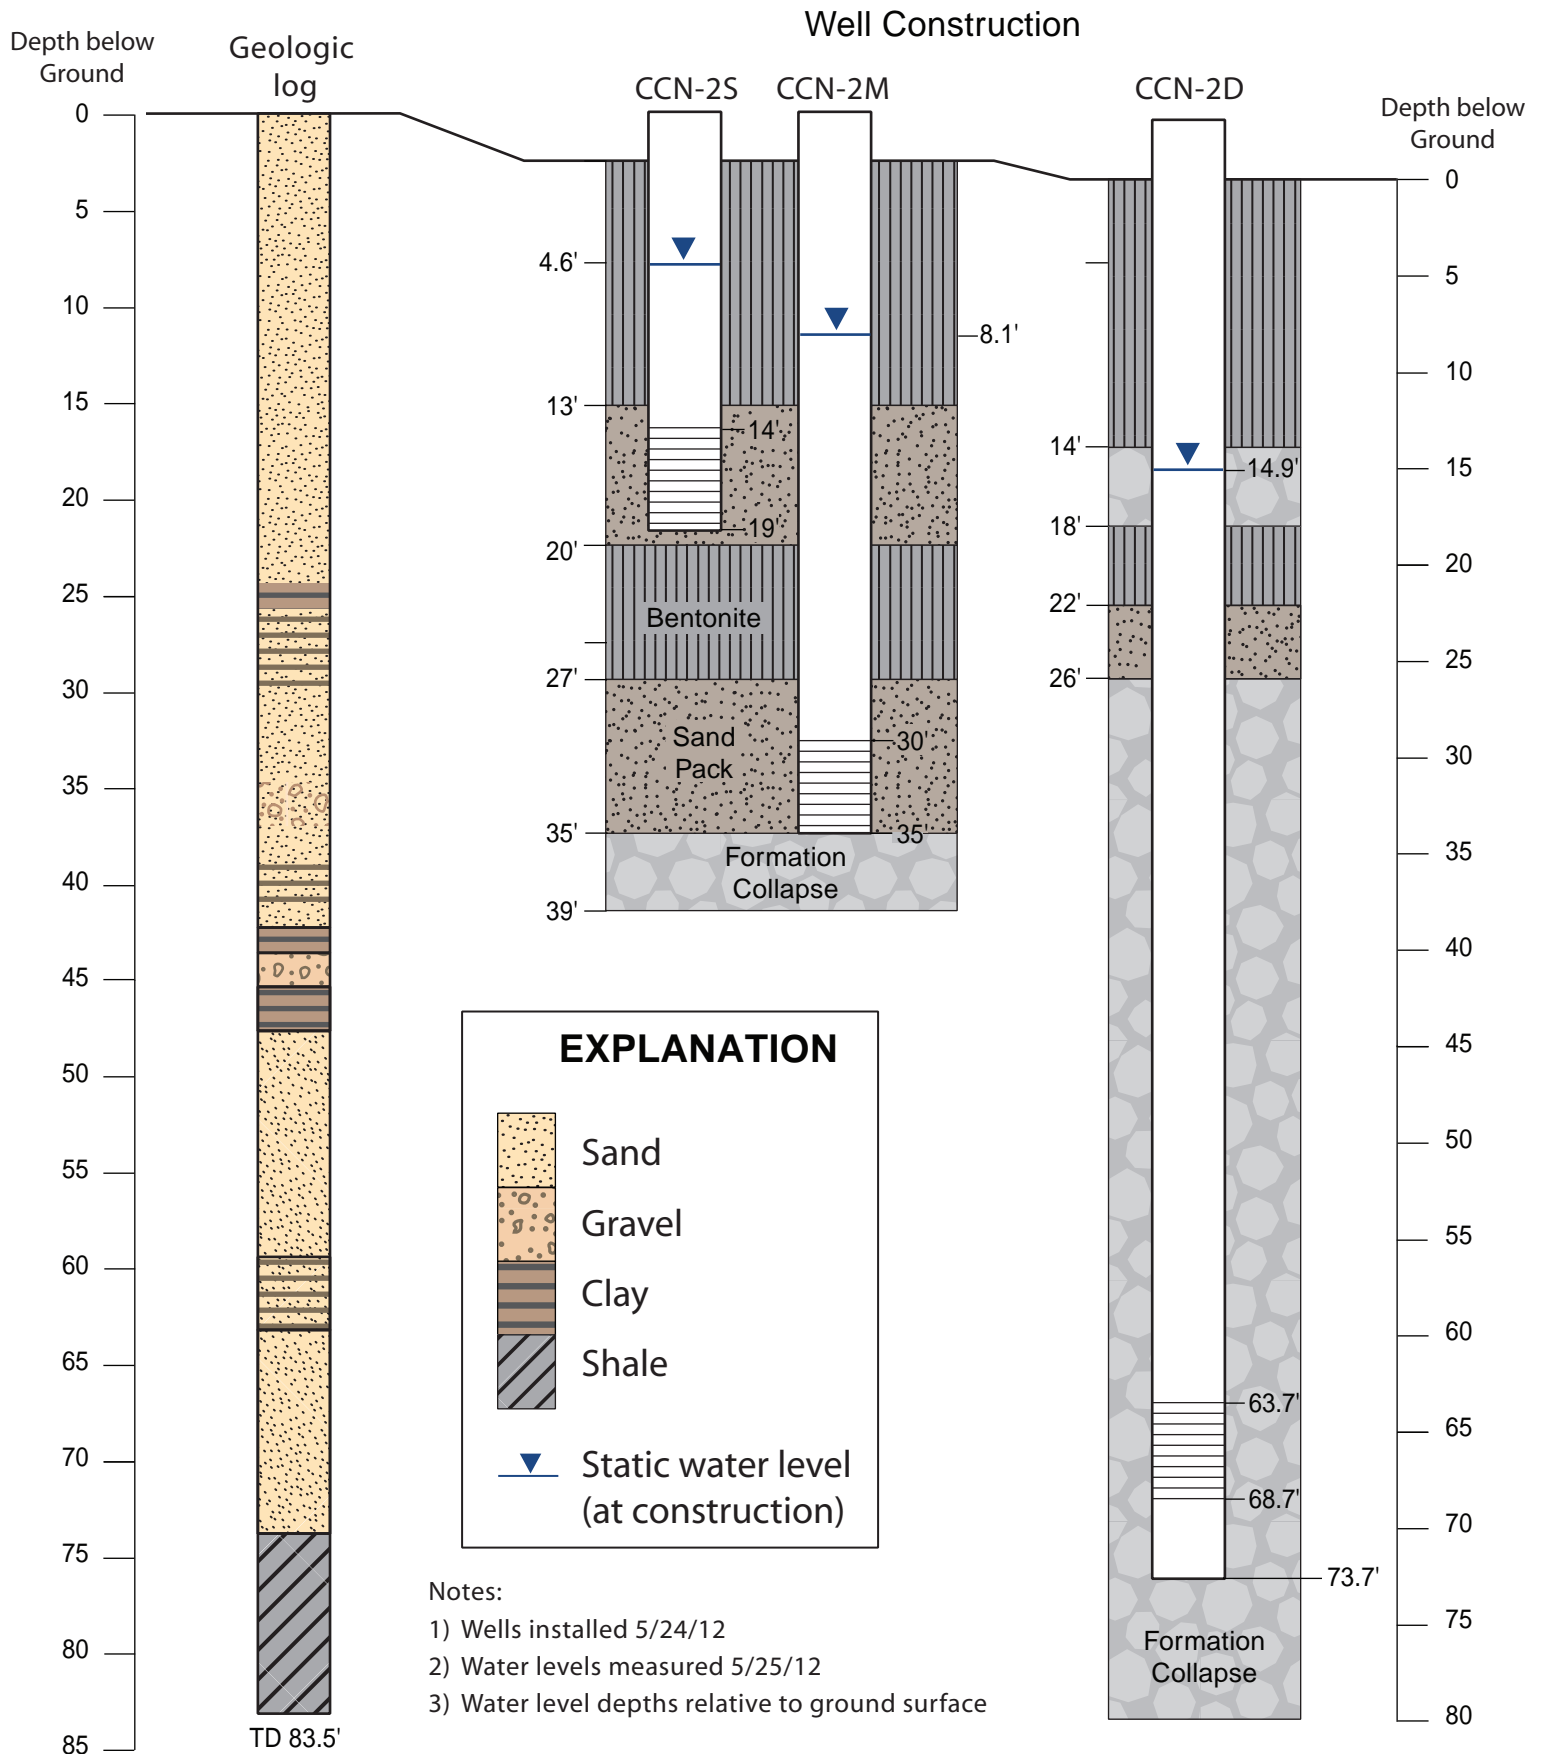 Well Construction
Depth below
Ground
Geologic
log
CCN-2S
CCN-2M
CCN-2D
Depth below
Ground
0
5
10
15
20
25
30
35
40
45
50
55
60
65
70
75
80
85
TD 83.5'
4.6'
13'
20'
27'
35'
39'
14'
19'
8.1'
30'
35'
Bentonite
Sand
Pack
Formation
Collapse
14'
18'
22'
26'
14.9'
63.7'
68.7'
73.7'
Formation
Collapse
0
5
10
15
20
25
30
35
40
45
50
55
60
65
70
75
80
EXPLANATION
Sand
Gravel
Clay
Shale
Static water level
(at construction)
Notes:
1) Wells installed 5/24/12
2) Water levels measured 5/25/12
3) Water level depths relative to ground surface